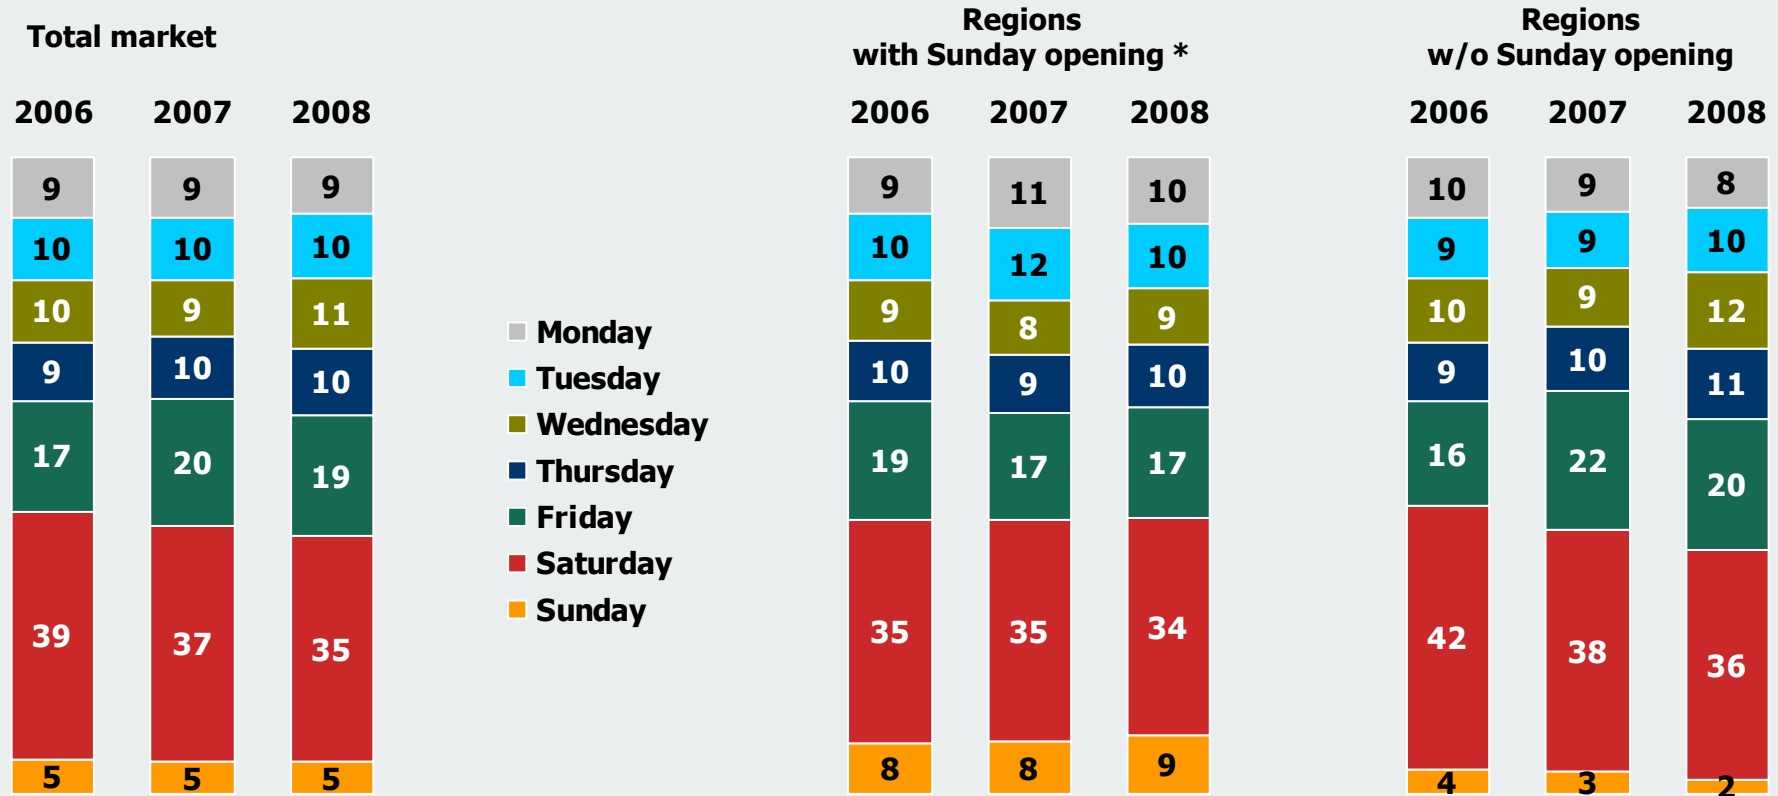 Total market
2006 2007 2008
9 9 9
10 10 10
10 9 11
9 10 10
17 20 19
39 37 35
5 5 5
Monday
Tuesday
Wednesday
Thursday
Friday
Saturday
Sunday
Regions
with Sunday opening *
2006 2007 2008
9 11 10
10 12 10
9 8 9
10 9 10
19 17 17
35 35 34
8 8 9
Regions
w/o Sunday opening
2006 2007 2008
10 9 8
9 9 10
10 9 12
9 10 11
16 22 20
42 38 36
4 3 2